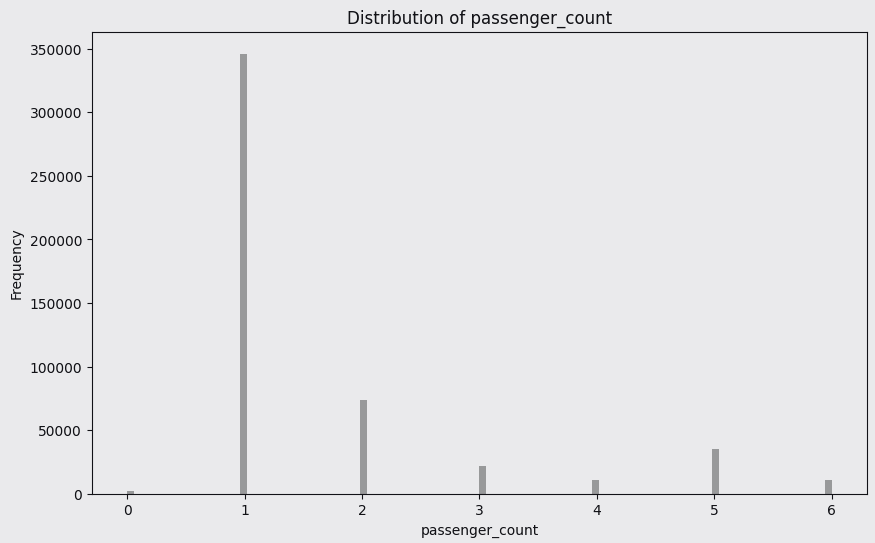 Distribution of passenger_count
350000
300000
250000
200000
150000
100000
50000
0
Frequency
0 1 2 3 4 5 6
passenger_count